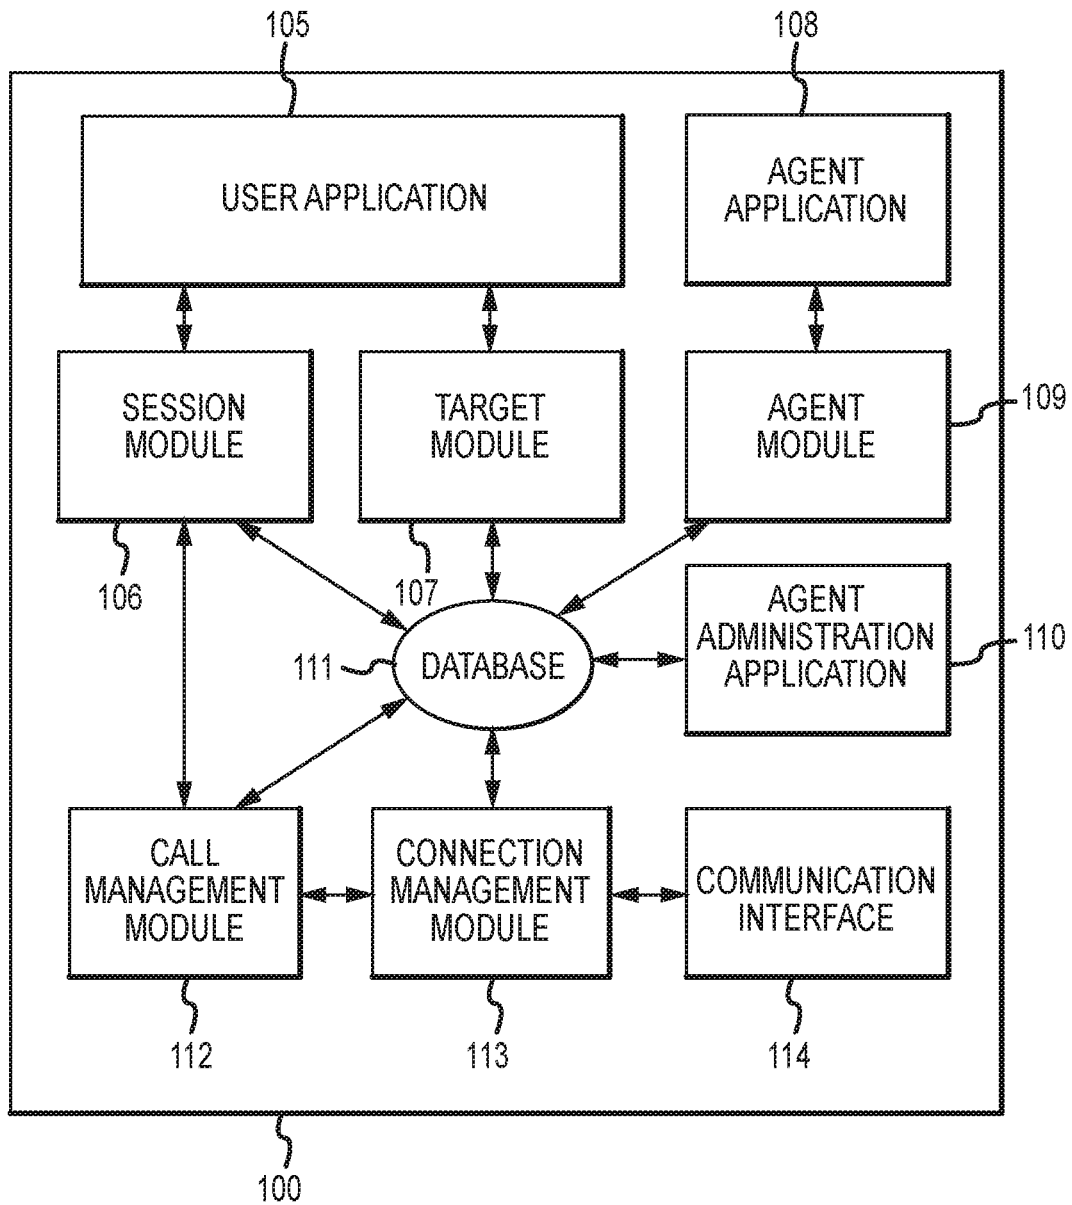 105
108
USER APPLICATION
AGENT
APPLICATION
SESSION
MODULE
TARGET
MODULE
AGENT
MODULE
109
106
107
AGENT
ADMINISTRATION
APPLICATION
110
111
DATABASE
CALL
MANAGEMENT
MODULE
CONNECTION
MANAGEMENT
MODULE
COMMUNICATION
INTERFACE
112
113
114
100